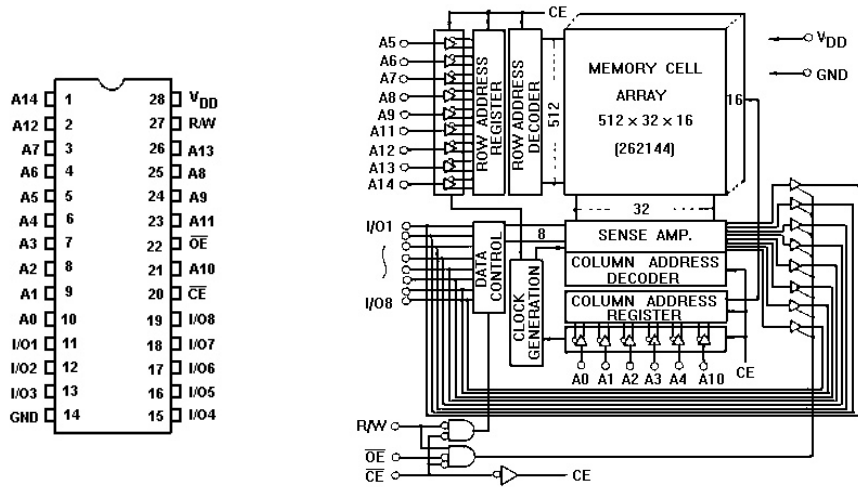 A14 1 28 VDD
A12 2 27 R/W
A7 3 26 A13
A6 4 25 A8
A5 5 24 A9
A4 6 23 A11
A3 7 22 OE
A2 8 21 A10
A1 9 20 CE
A0 10 19 I/O8
I/O1 11 18 I/O7
I/O2 12 17 I/O6
I/O3 13 16 I/O5
GND 14 15 I/O4
CE
A5
A6
A7
A8
A9
A11
A12
A13
A14
ROW ADDRESS
REGISTER
ROW ADDRESS
DECODER
512
MEMORY CELL
ARRAY
512 x 32 x 16
(262144)
16
VDD
GND
32
I/O1
I/O8
DATA
CONTROL
8
SENSE AMP.
COLUMN ADDRESS
DECODER
CLOCK
GENERATION
COLUMN ADDRESS
REGISTER
A0 A1 A2 A3 A4 A10
CE
R/W
OE
CE
CE